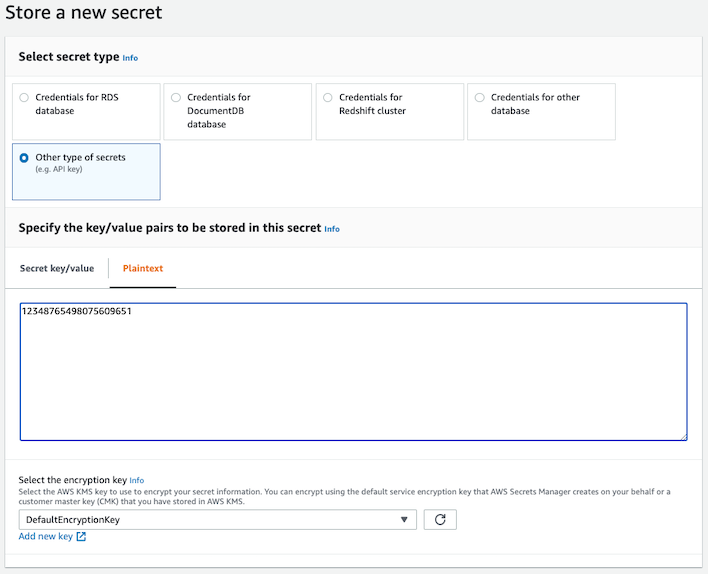 Store a new secret
Select secret type Info
Credentials for RDS
database
Credentials for
DocumentDB
database
Credentials for
Redshift cluster
Credentials for other
database
Other type of secrets
(e.g. API key)
Specify the key/value pairs to be stored in this secret Info
Secret key/value
Plaintext
12348765498075609651
Select the encryption key Info
Select the AWS KMS key to use to encrypt your secret information. You can encrypt using the default service encryption key that AWS Secrets Manager creates on your behalf or a
customer master key (CMK) that you have stored in AWS KMS.
DefaultEncryptionKey
Add new key